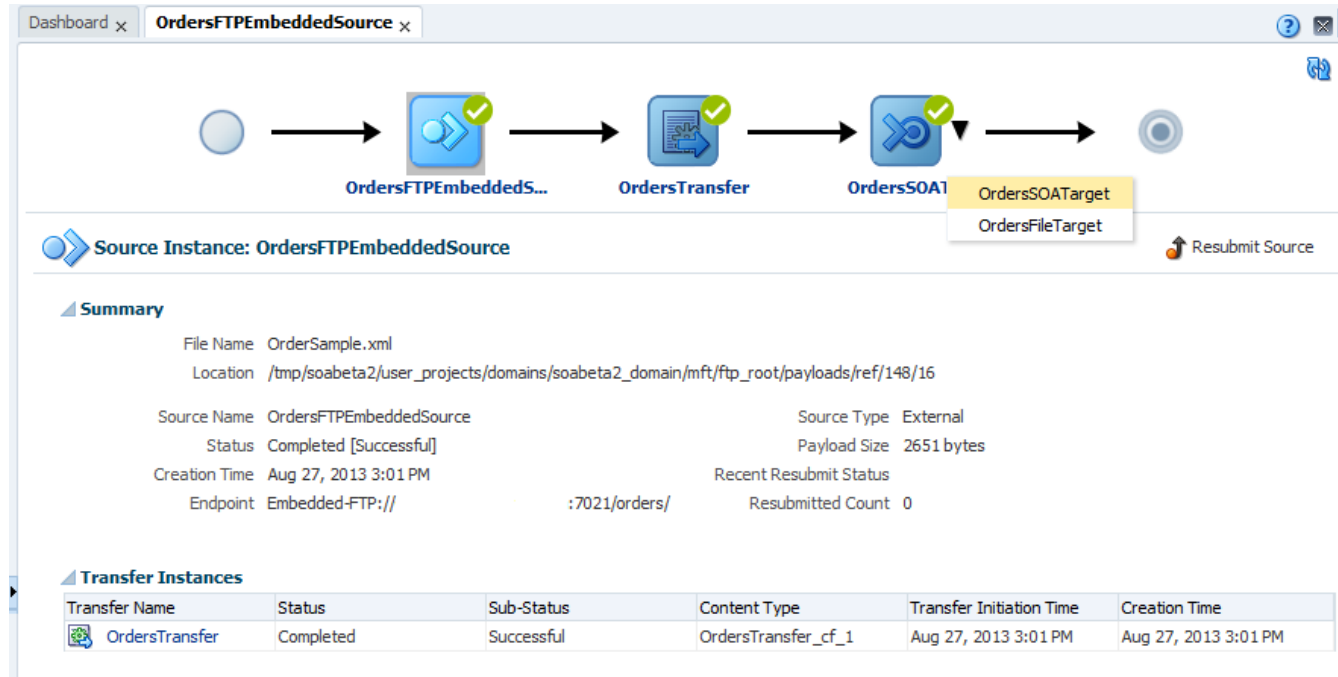 Dashboard x OrdersFTPEmbeddedSource x ?
OrdersFTPEmbeddedS... OrdersTransfer OrdersSOAT
OrdersSOATarget
OrdersFileTarget
Source Instance: OrdersFTPEmbeddedSource Resubmit Source
Summary
File Name OrderSample.xml
Location /tmp/soabeta2/user_projects/domains/soabeta2_domain/mft/ftp_root/payloads/ref/148/16
Source Name OrdersFTPEmbeddedSource Source Type External
Status Completed [Successful] Payload Size 2651 bytes
Creation Time Aug 27, 2013 3:01 PM Recent Resubmit Status
Endpoint Embedded-FTP:// :7021/orders/ Resubmitted Count 0
Transfer Instances
Transfer Name Status Sub-Status Content Type Transfer Initiation Time Creation Time
OrdersTransfer Completed Successful OrdersTransfer_cf_1 Aug 27, 2013 3:01 PM Aug 27, 2013 3:01 PM